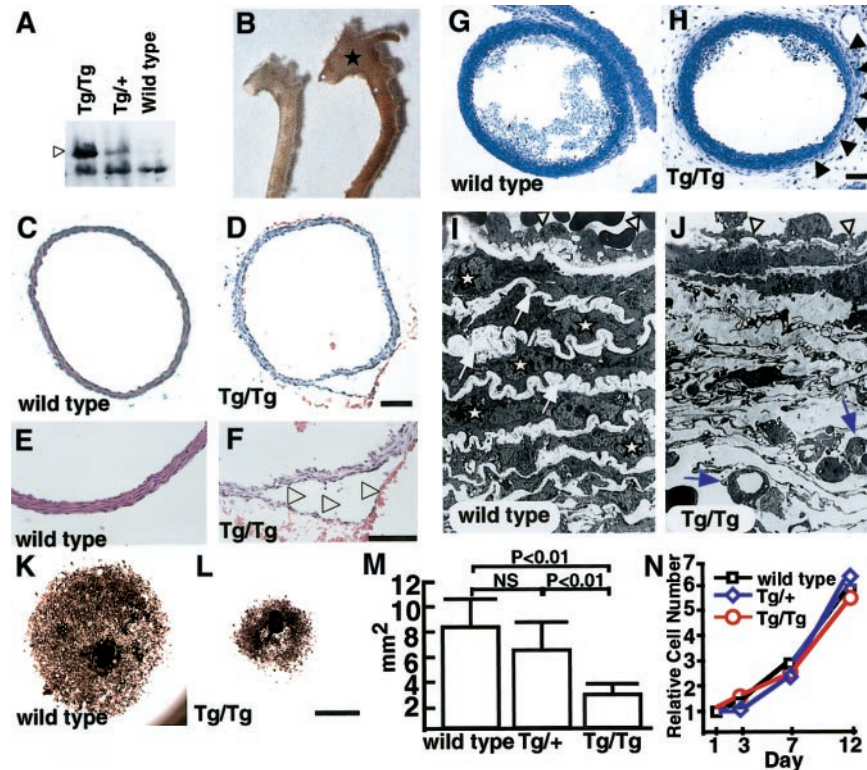 A
Tg/Tg
Tg/+
Wild type
B
G
wild type
H
Tg/Tg
C
wild type
D
Tg/Tg
E
wild type
F
Tg/Tg
I
wild type
J
Tg/Tg
K
wild type
L
Tg/Tg
M
P<0.01
NS P<0.01
12
10
8
6
4
2
mm2
wild type Tg/+ Tg/Tg
N
wild type
Tg/+
Tg/Tg
Relative Cell Number
7
6
5
4
3
2
1
1 3 7 12
Day